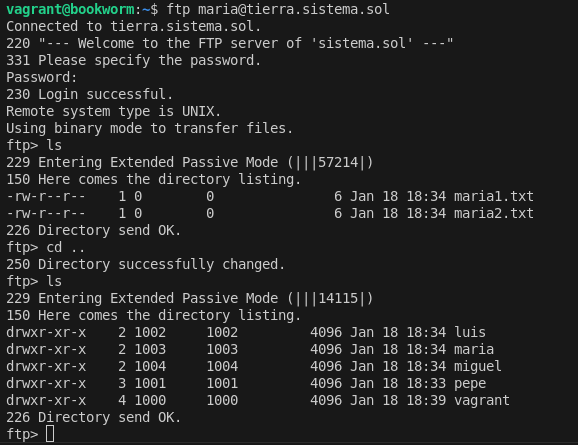 vagrant@bookworm:~$ ftp maria@tierra.sistema.sol
Connected to tierra.sistema.sol.
220 "--- Welcome to the FTP server of 'sistema.sol' ---"
331 Please specify the password.
Password:
230 Login successful.
Remote system type is UNIX.
Using binary mode to transfer files.
ftp> ls
229 Entering Extended Passive Mode (|||57214|)
150 Here comes the directory listing.
-rw-r--r--    1 0        0               6 Jan 18 18:34 maria1.txt
-rw-r--r--    1 0        0               6 Jan 18 18:34 maria2.txt
226 Directory send OK.
ftp> cd ..
250 Directory successfully changed.
ftp> ls
229 Entering Extended Passive Mode (|||14115|)
150 Here comes the directory listing.
drwxr-xr-x    2 1002     1002         4096 Jan 18 18:34 luis
drwxr-xr-x    2 1003     1003         4096 Jan 18 18:34 maria
drwxr-xr-x    2 1004     1004         4096 Jan 18 18:34 miguel
drwxr-xr-x    3 1001     1001         4096 Jan 18 18:33 pepe
drwxr-xr-x    4 1000     1000         4096 Jan 18 18:39 vagrant
226 Directory send OK.
ftp>